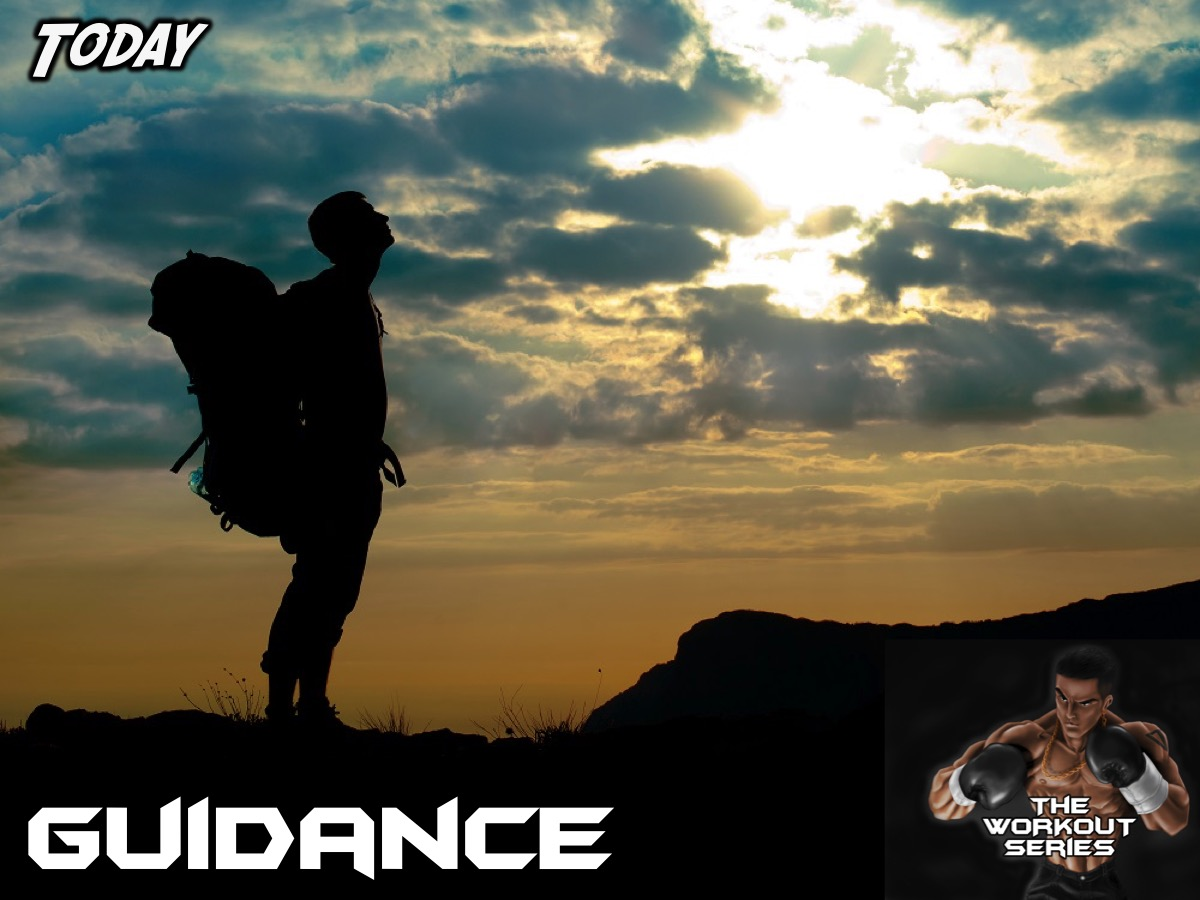 TODAY
GUIDANCE
THE
WORKOUT
SERIES